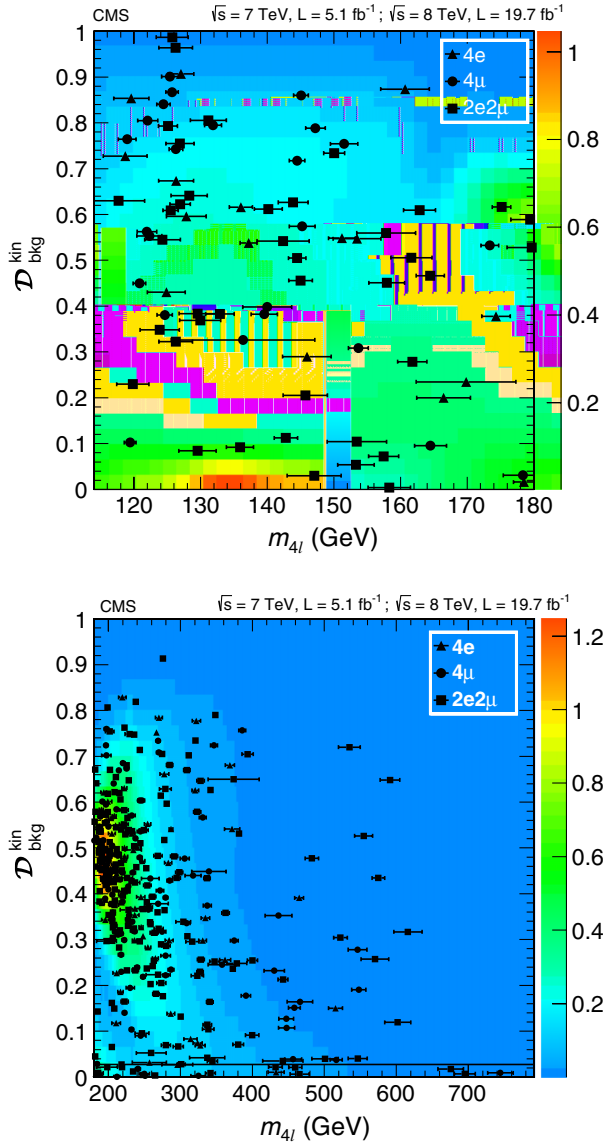 CMS √s = 7 TeV, L = 5.1 fb⁻¹ ; √s = 8 TeV, L = 19.7 fb⁻¹
1
0.9
0.8
0.7
0.6
0.5
0.4
0.3
0.2
0.1
0
4e
4μ
2e2μ
1
0.8
0.6
0.4
0.2
120 130 140 150 160 170 180
𝒟 kin bkg
m4l (GeV)
CMS √s = 7 TeV, L = 5.1 fb⁻¹ ; √s = 8 TeV, L = 19.7 fb⁻¹
1
0.9
0.8
0.7
0.6
0.5
0.4
0.3
0.2
0.1
0
4e
4μ
2e2μ
1.2
1
0.8
0.6
0.4
0.2
200 300 400 500 600 700
𝒟 kin bkg
m4l (GeV)